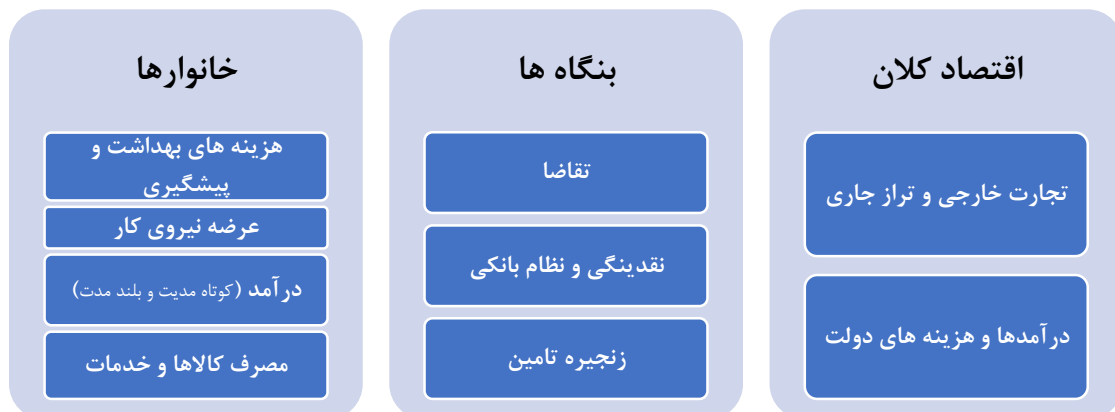 اقتصاد کلان
تجارت خارجی و تراز جاری
درآمدها و هزینه های دولت
بنگاه ها
تقاضا
نقدینگی و نظام بانکی
زنجیره تامین
خانوارها
هزینه های بهداشت و
پیشگیری
عرضه نیروی کار
درآمد (کوتاه مدیت و بلند مدت)
مصرف کالاها و خدمات